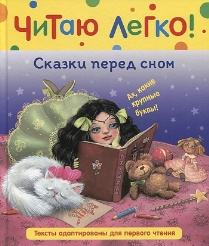 Читаю легко!
Сказки перед сном
Ах, какие
крупные
буквы!
Тексты адаптированы для первого чтения